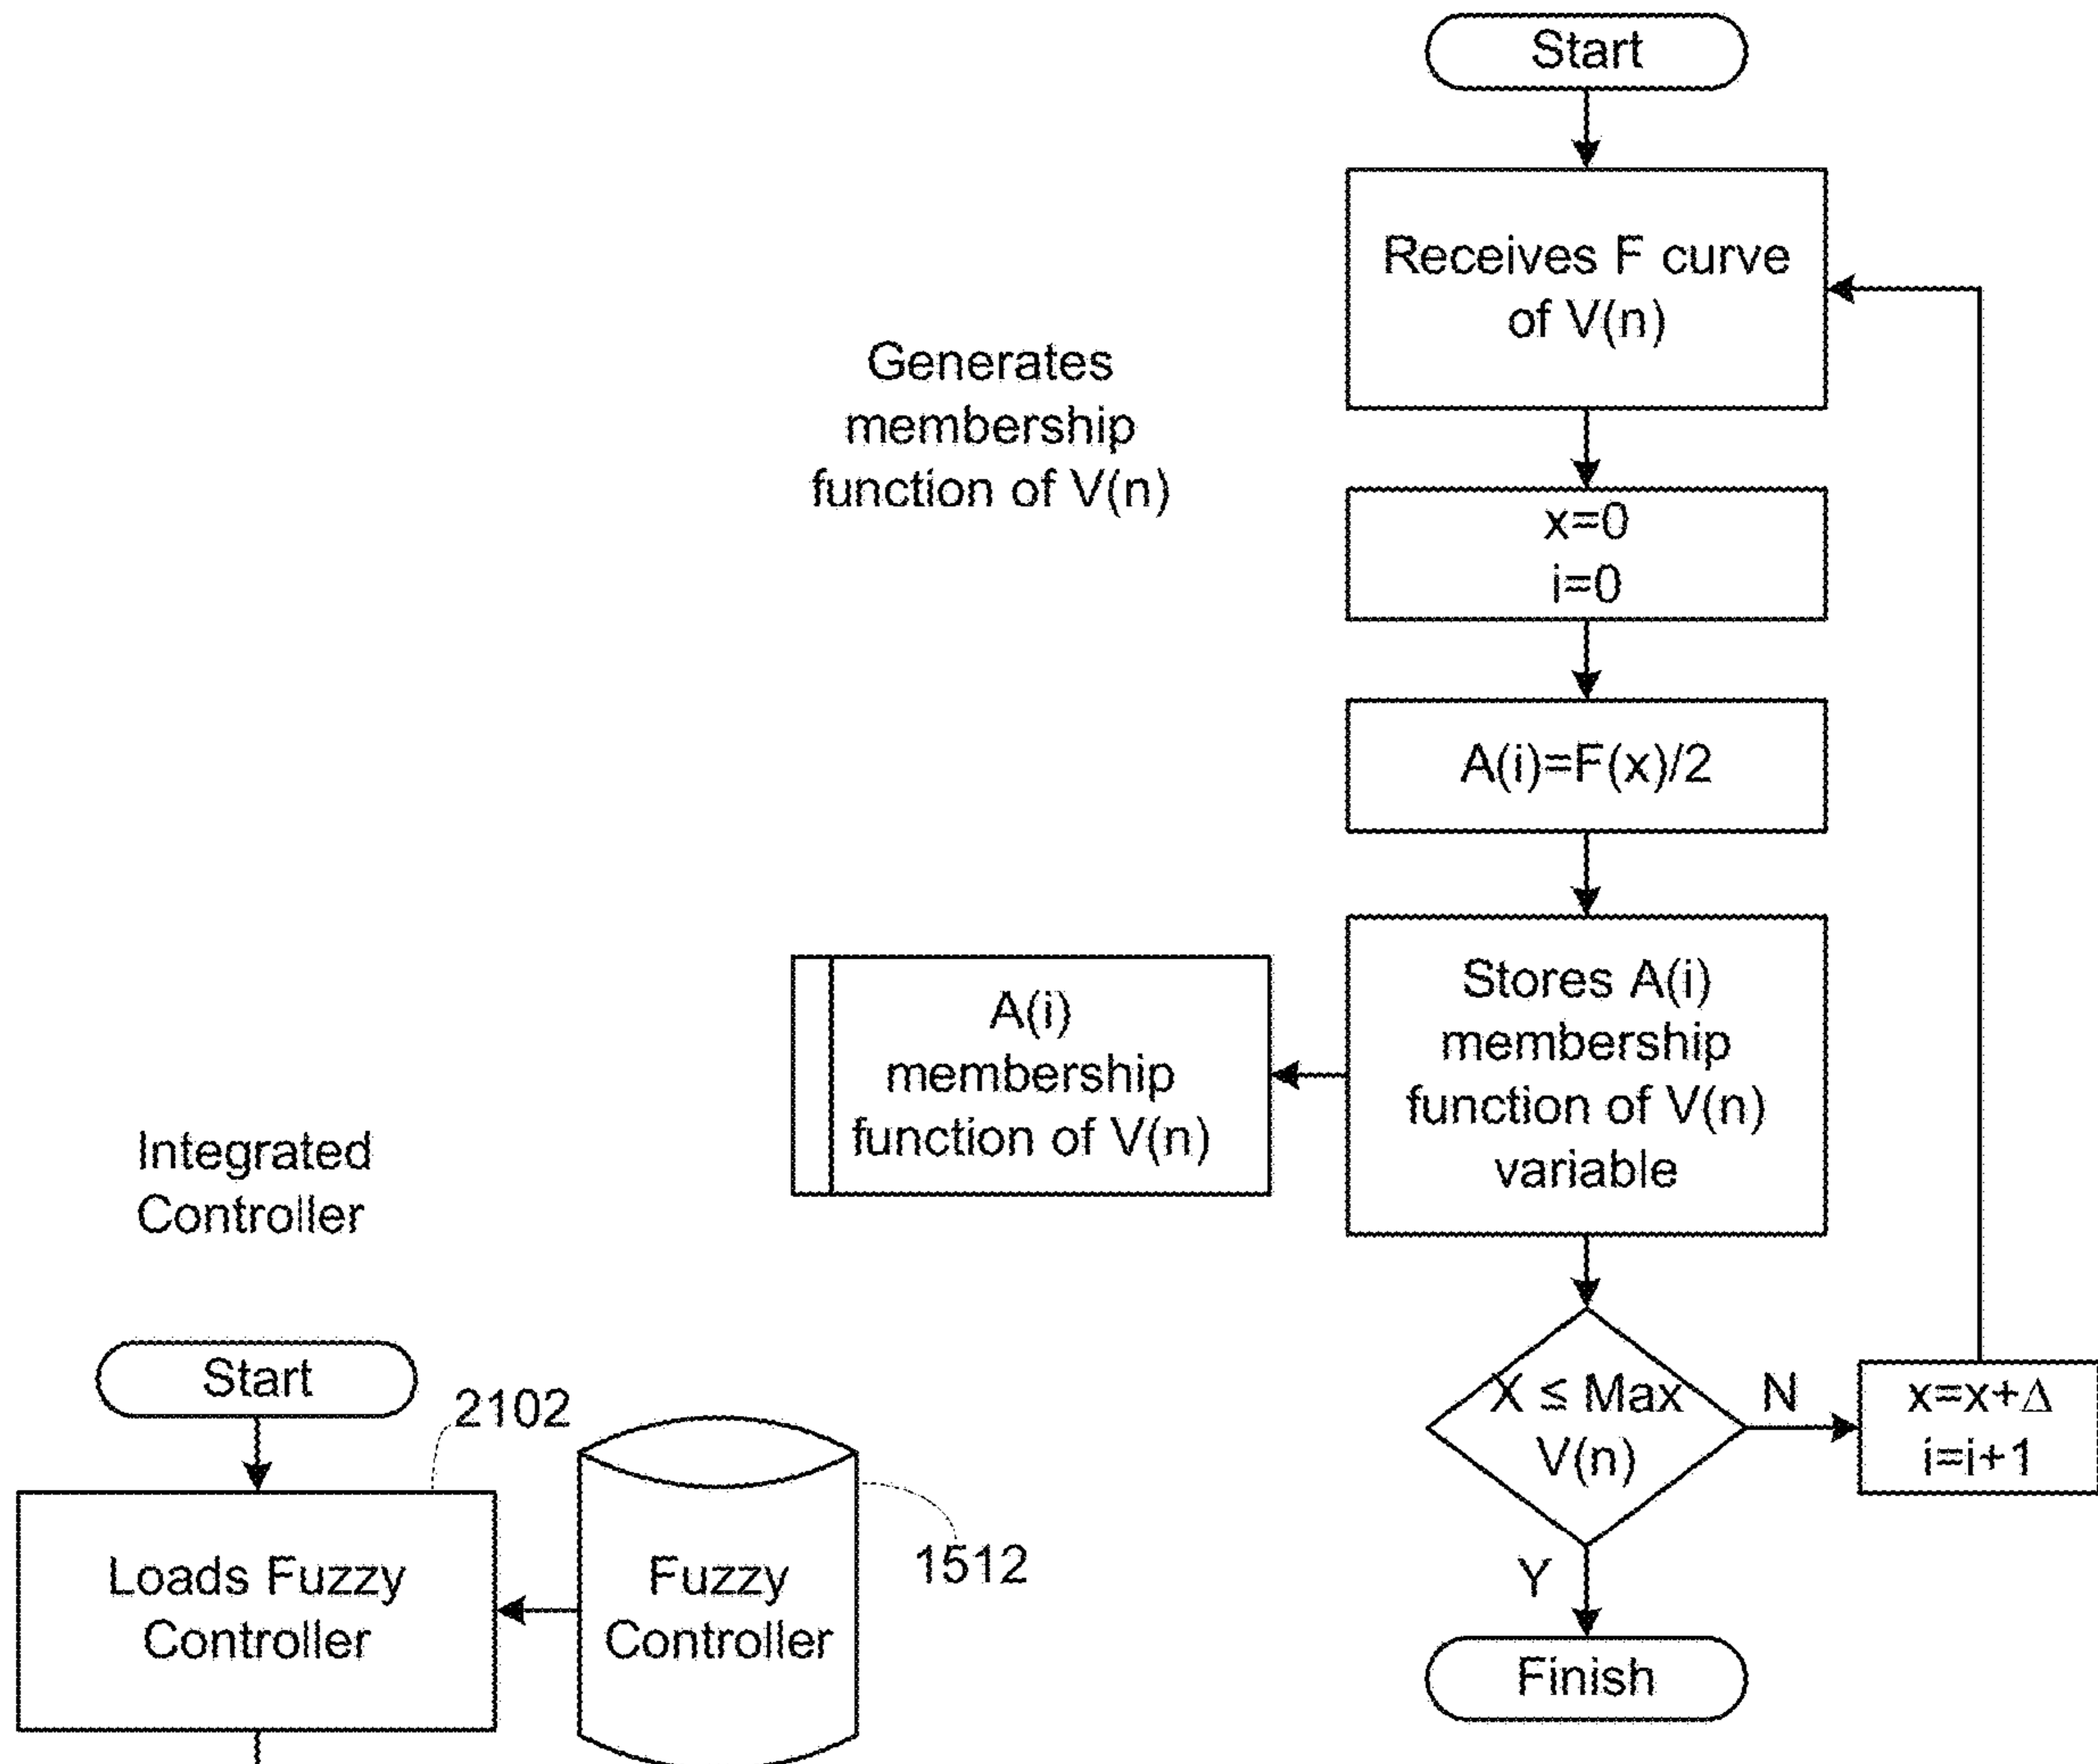 Start
Receives F curve
of V(n)
Generates
membership
function of V(n)
x=0
i=0
A(i)=F(x)/2
Stores A(i)
membership
function of V(n)
variable
A(i)
membership
function of V(n)
X ≤ Max
V(n)
N
x=x+Δ
i=i+1
Y
Finish
Integrated
Controller
Start
2102
Loads Fuzzy
Controller
Fuzzy
Controller
1512